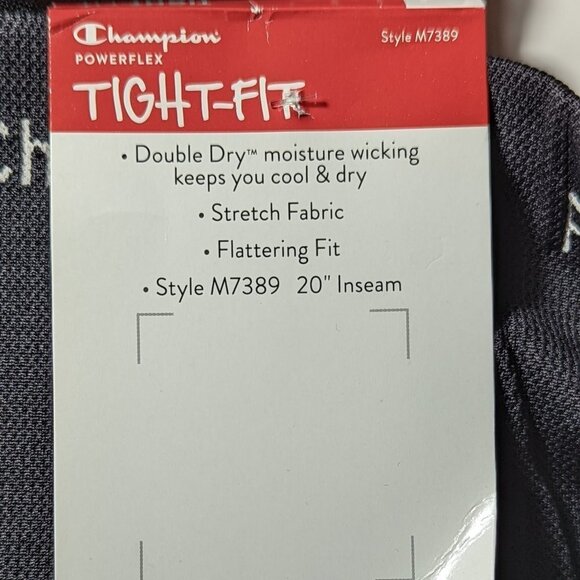 Champion
Style M7389
POWERFLEX
TIGHT-FIT
• Double Dry™ moisture wicking
keeps you cool & dry
• Stretch Fabric
• Flattering Fit
• Style M7389 20" Inseam
Ch